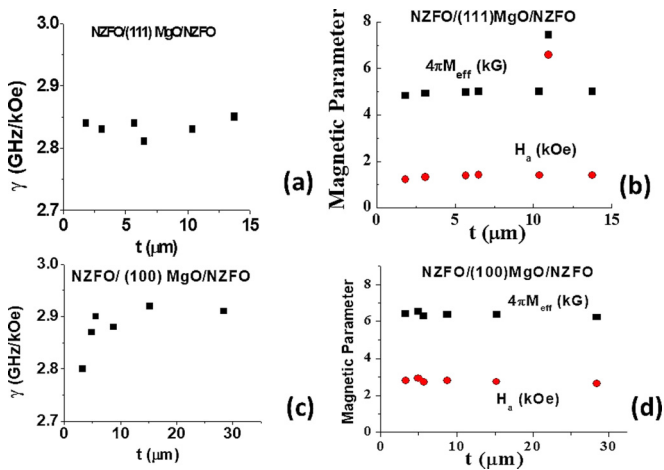 NZFO/(111) MgO/NZFO
3.0
2.9
2.8
2.7
γ (GHz/kOe)
0 5 10 15
t (μm)
(a)
NZFO/(111)MgO/NZFO
8
6
4
2
0
Magnetic Parameter
4πMeff (kG)
Ha (kOe)
0 5 10 15
t (μm)
(b)
NZFO/ (100) MgO/NZFO
3.0
2.9
2.8
2.7
γ (GHz/kOe)
0 10 20 30
t (μm)
(c)
NZFO/(100)MgO/NZFO
8
6
4
2
0
Magnetic Parameter
4πMeff (kG)
Ha (kOe)
0 5 10 15 20 25 30
t (μm)
(d)